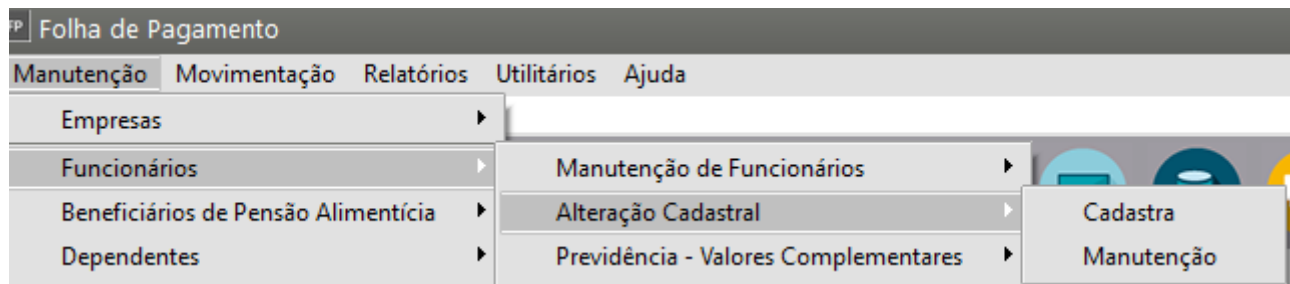 FP Folha de Pagamento
Manutenção Movimentação Relatórios Utilitários Ajuda
Empresas
Funcionários Manutenção de Funcionários
Beneficiários de Pensão Alimentícia Alteração Cadastral Cadastra
Dependentes Previdência - Valores Complementares Manutenção